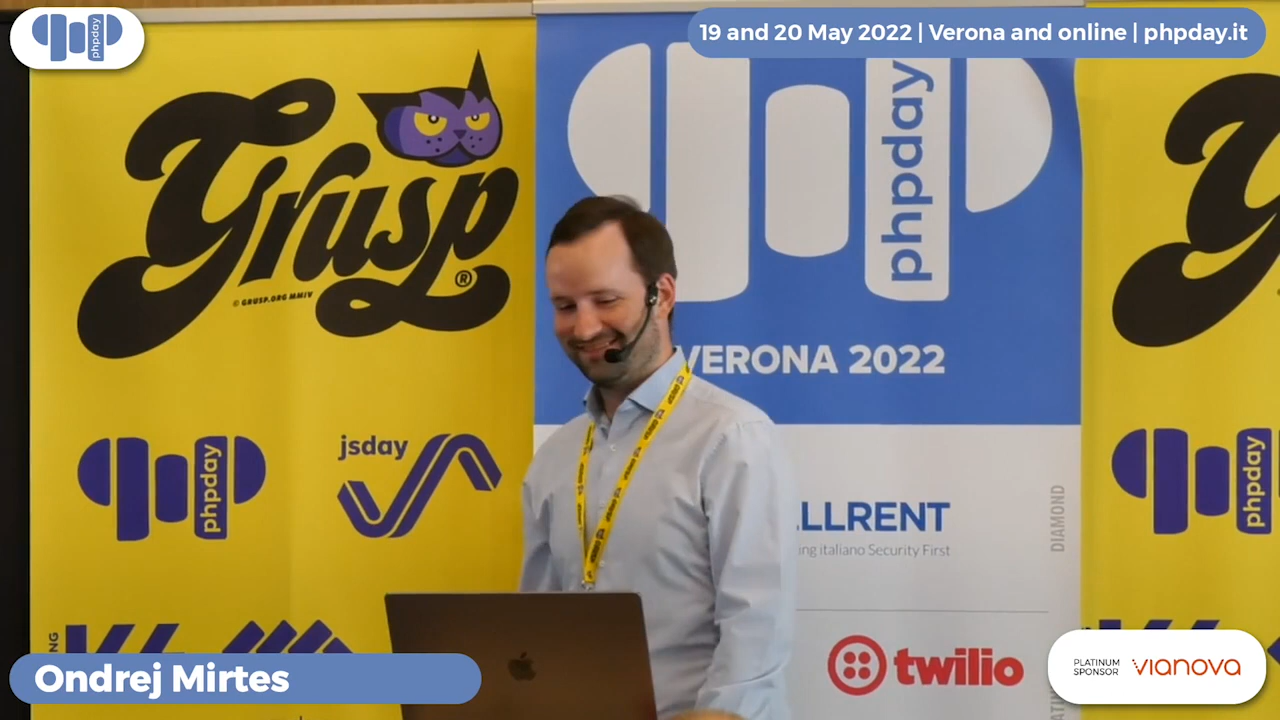 phpday
19 and 20 May 2022 | Verona and online | phpday.it
Grusp
®
© GRUSP.ORG MMIV
phpday
VERONA 2022
phpday
jsday
phpday
LLRENT
ing italiano Security First
DIAMOND
twilio
PLATINUM
SPONSOR
vianova
Ondrej Mirtes